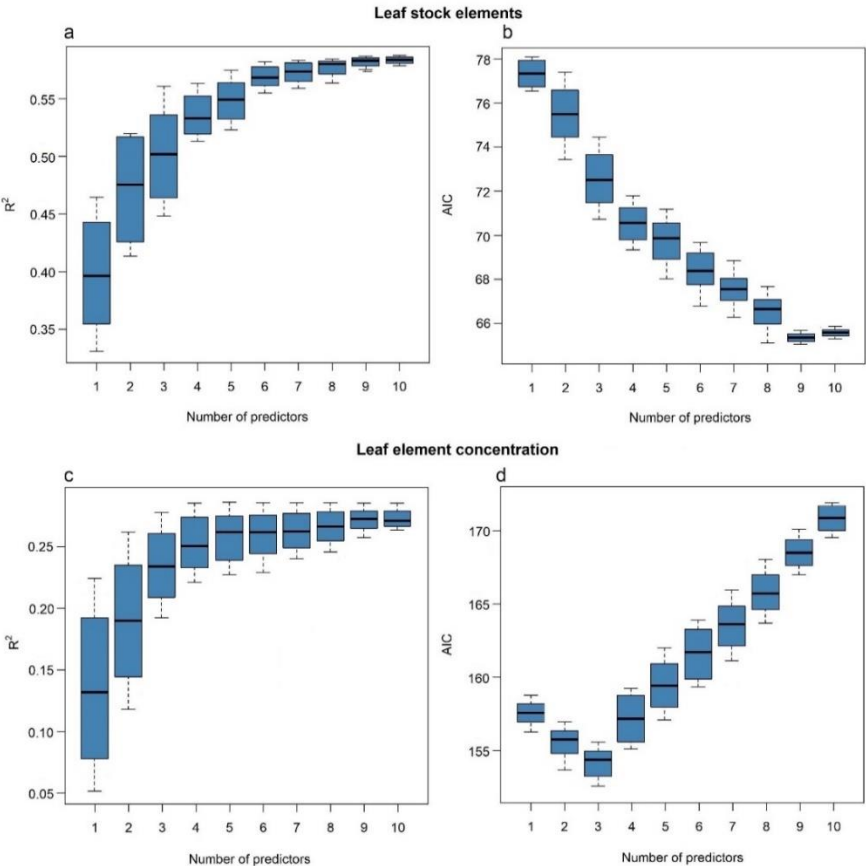 Leaf stock elements
a
0.55
0.50
0.45
0.40
0.35
R²
1 2 3 4 5 6 7 8 9 10
Number of predictors
b
78
76
74
72
70
68
66
AIC
1 2 3 4 5 6 7 8 9 10
Number of predictors
Leaf element concentration
c
0.25
0.20
0.15
0.10
0.05
R²
1 2 3 4 5 6 7 8 9 10
Number of predictors
d
170
165
160
155
AIC
1 2 3 4 5 6 7 8 9 10
Number of predictors